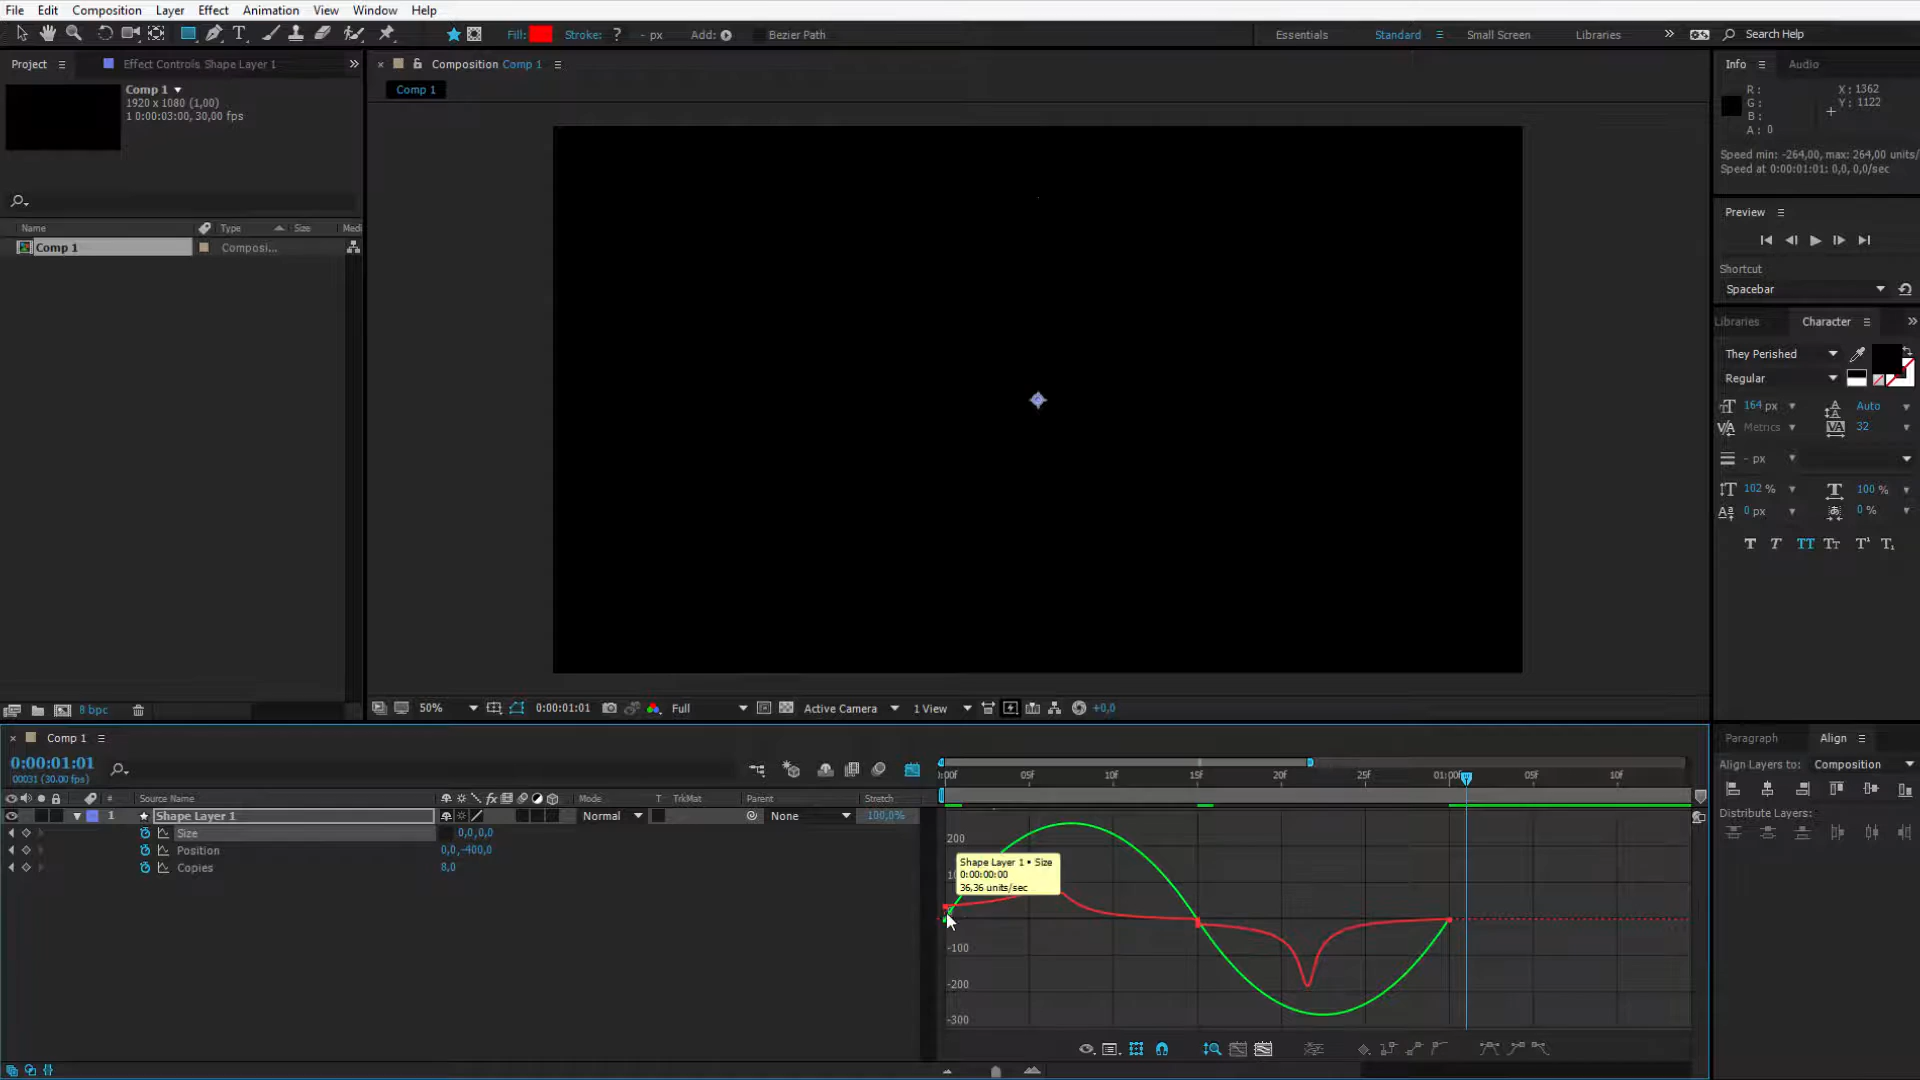 File Edit Composition Layer Effect Animation View Window Help
Fill: Stroke: ? - px Add: Bezier Path Essentials Standard Small Screen Libraries Search Help
Project Effect Controls Shape Layer 1
Composition Comp 1
Info Audio
Comp 1
1920 x 1080 (1,00)
1 0:00:03:00, 30,00 fps
Comp 1
R:
G:
B:
A: 0
X: 1362
Y: 1122
Speed min: -264,00, max: 264,00 units/
Speed at 0:00:01:01: 0,0, 0,0/sec
Name Type Size Medi
Comp 1 Composi...
Preview
Shortcut
Spacebar
Libraries Character
They Perished
Regular
164 px Auto
Metrics 32
- px
102 % 100 %
0 px 0 %
T T TT Tt T¹ T₁
8 bpc
50% 0:00:01:01 Full Active Camera 1 View +0,0
Comp 1
0:00:01:01
00031 (30.00 fps)
# Source Name Mode T TrkMat Parent Stretch
1 Shape Layer 1 Normal None 100,0%
Size 0,0,0,0
Position 0,0,-400,0
Copies 8,0
:00f 05f 10f 15f 20f 25f 01:00f 05f 10f
200
Shape Layer 1 • Size
0:00:00:00
36,36 units/sec
-100
-200
-300
Paragraph Align
Align Layers to: Composition
Distribute Layers: